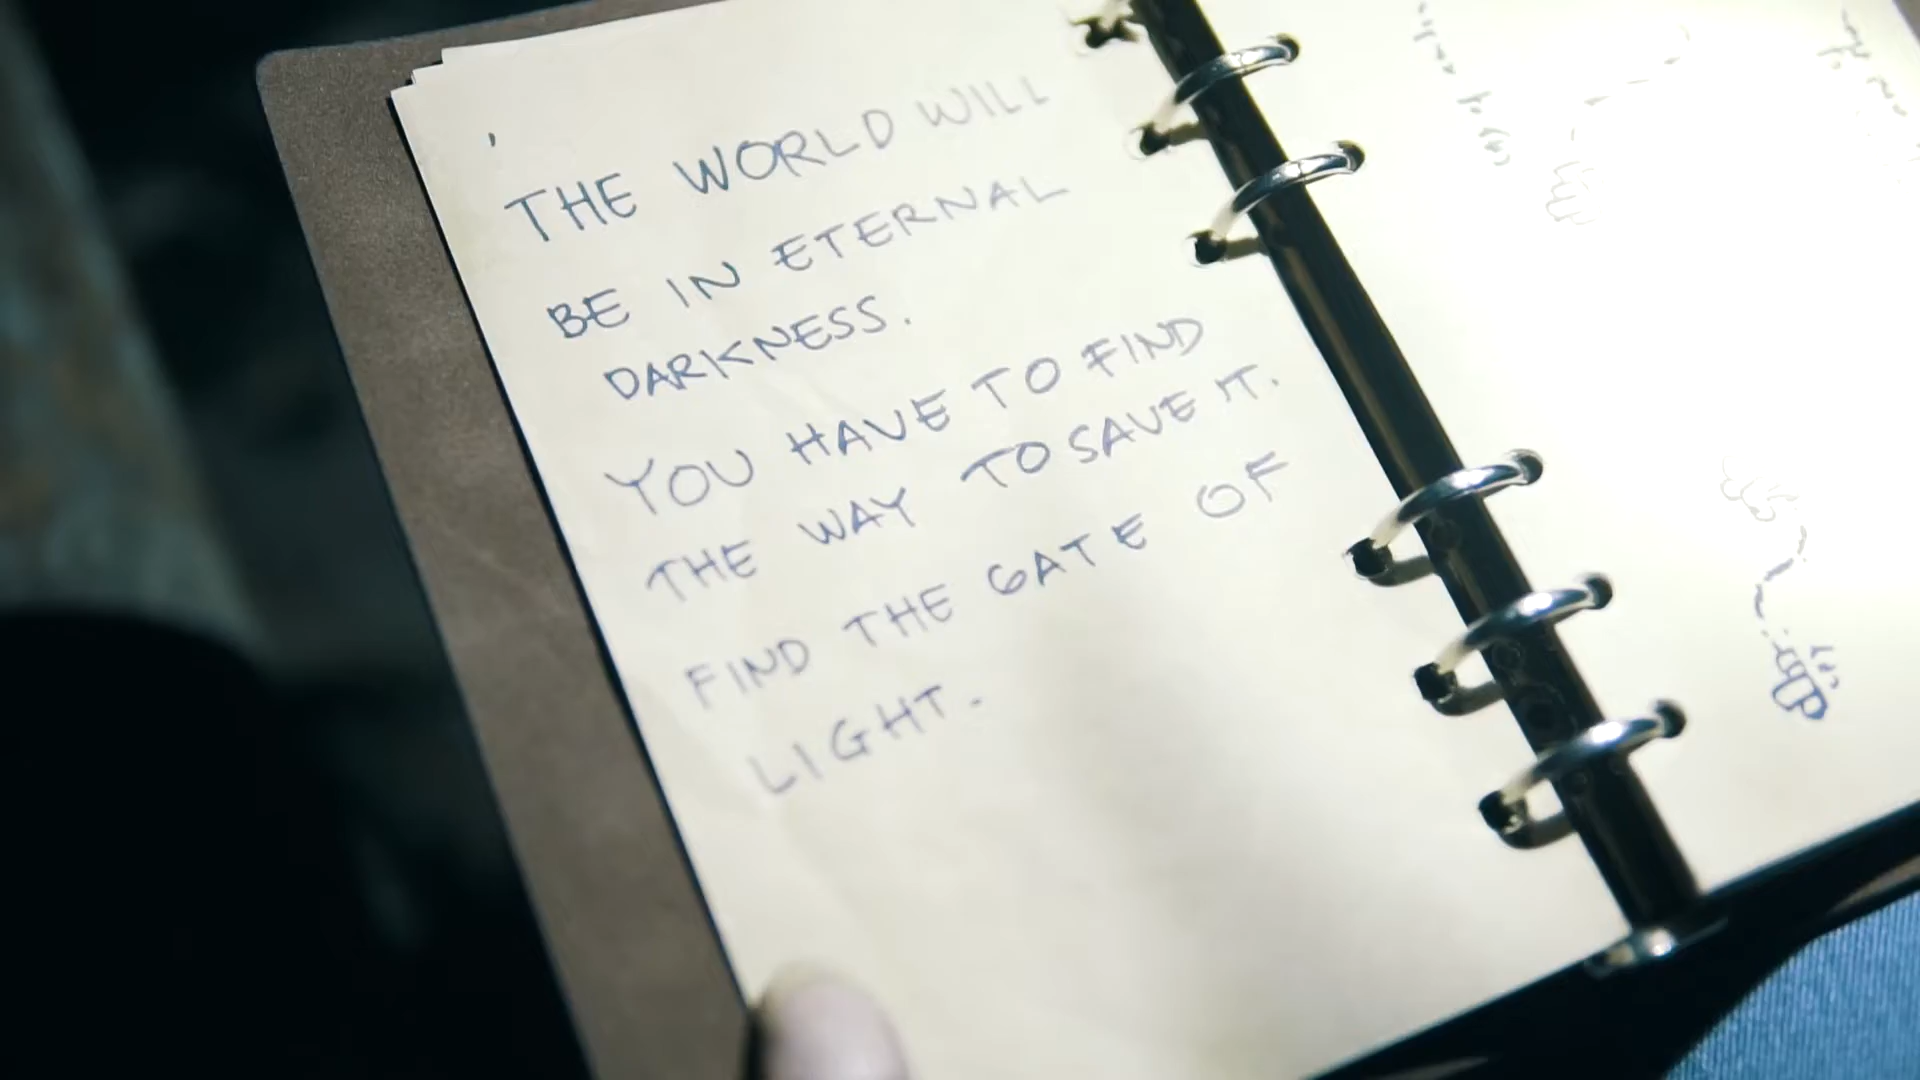 THE WORLD WILL
BE IN ETERNAL
DARKNESS.
YOU HAVE TO FIND
THE WAY TO SAVE IT.
FIND THE GATE OF
LIGHT.